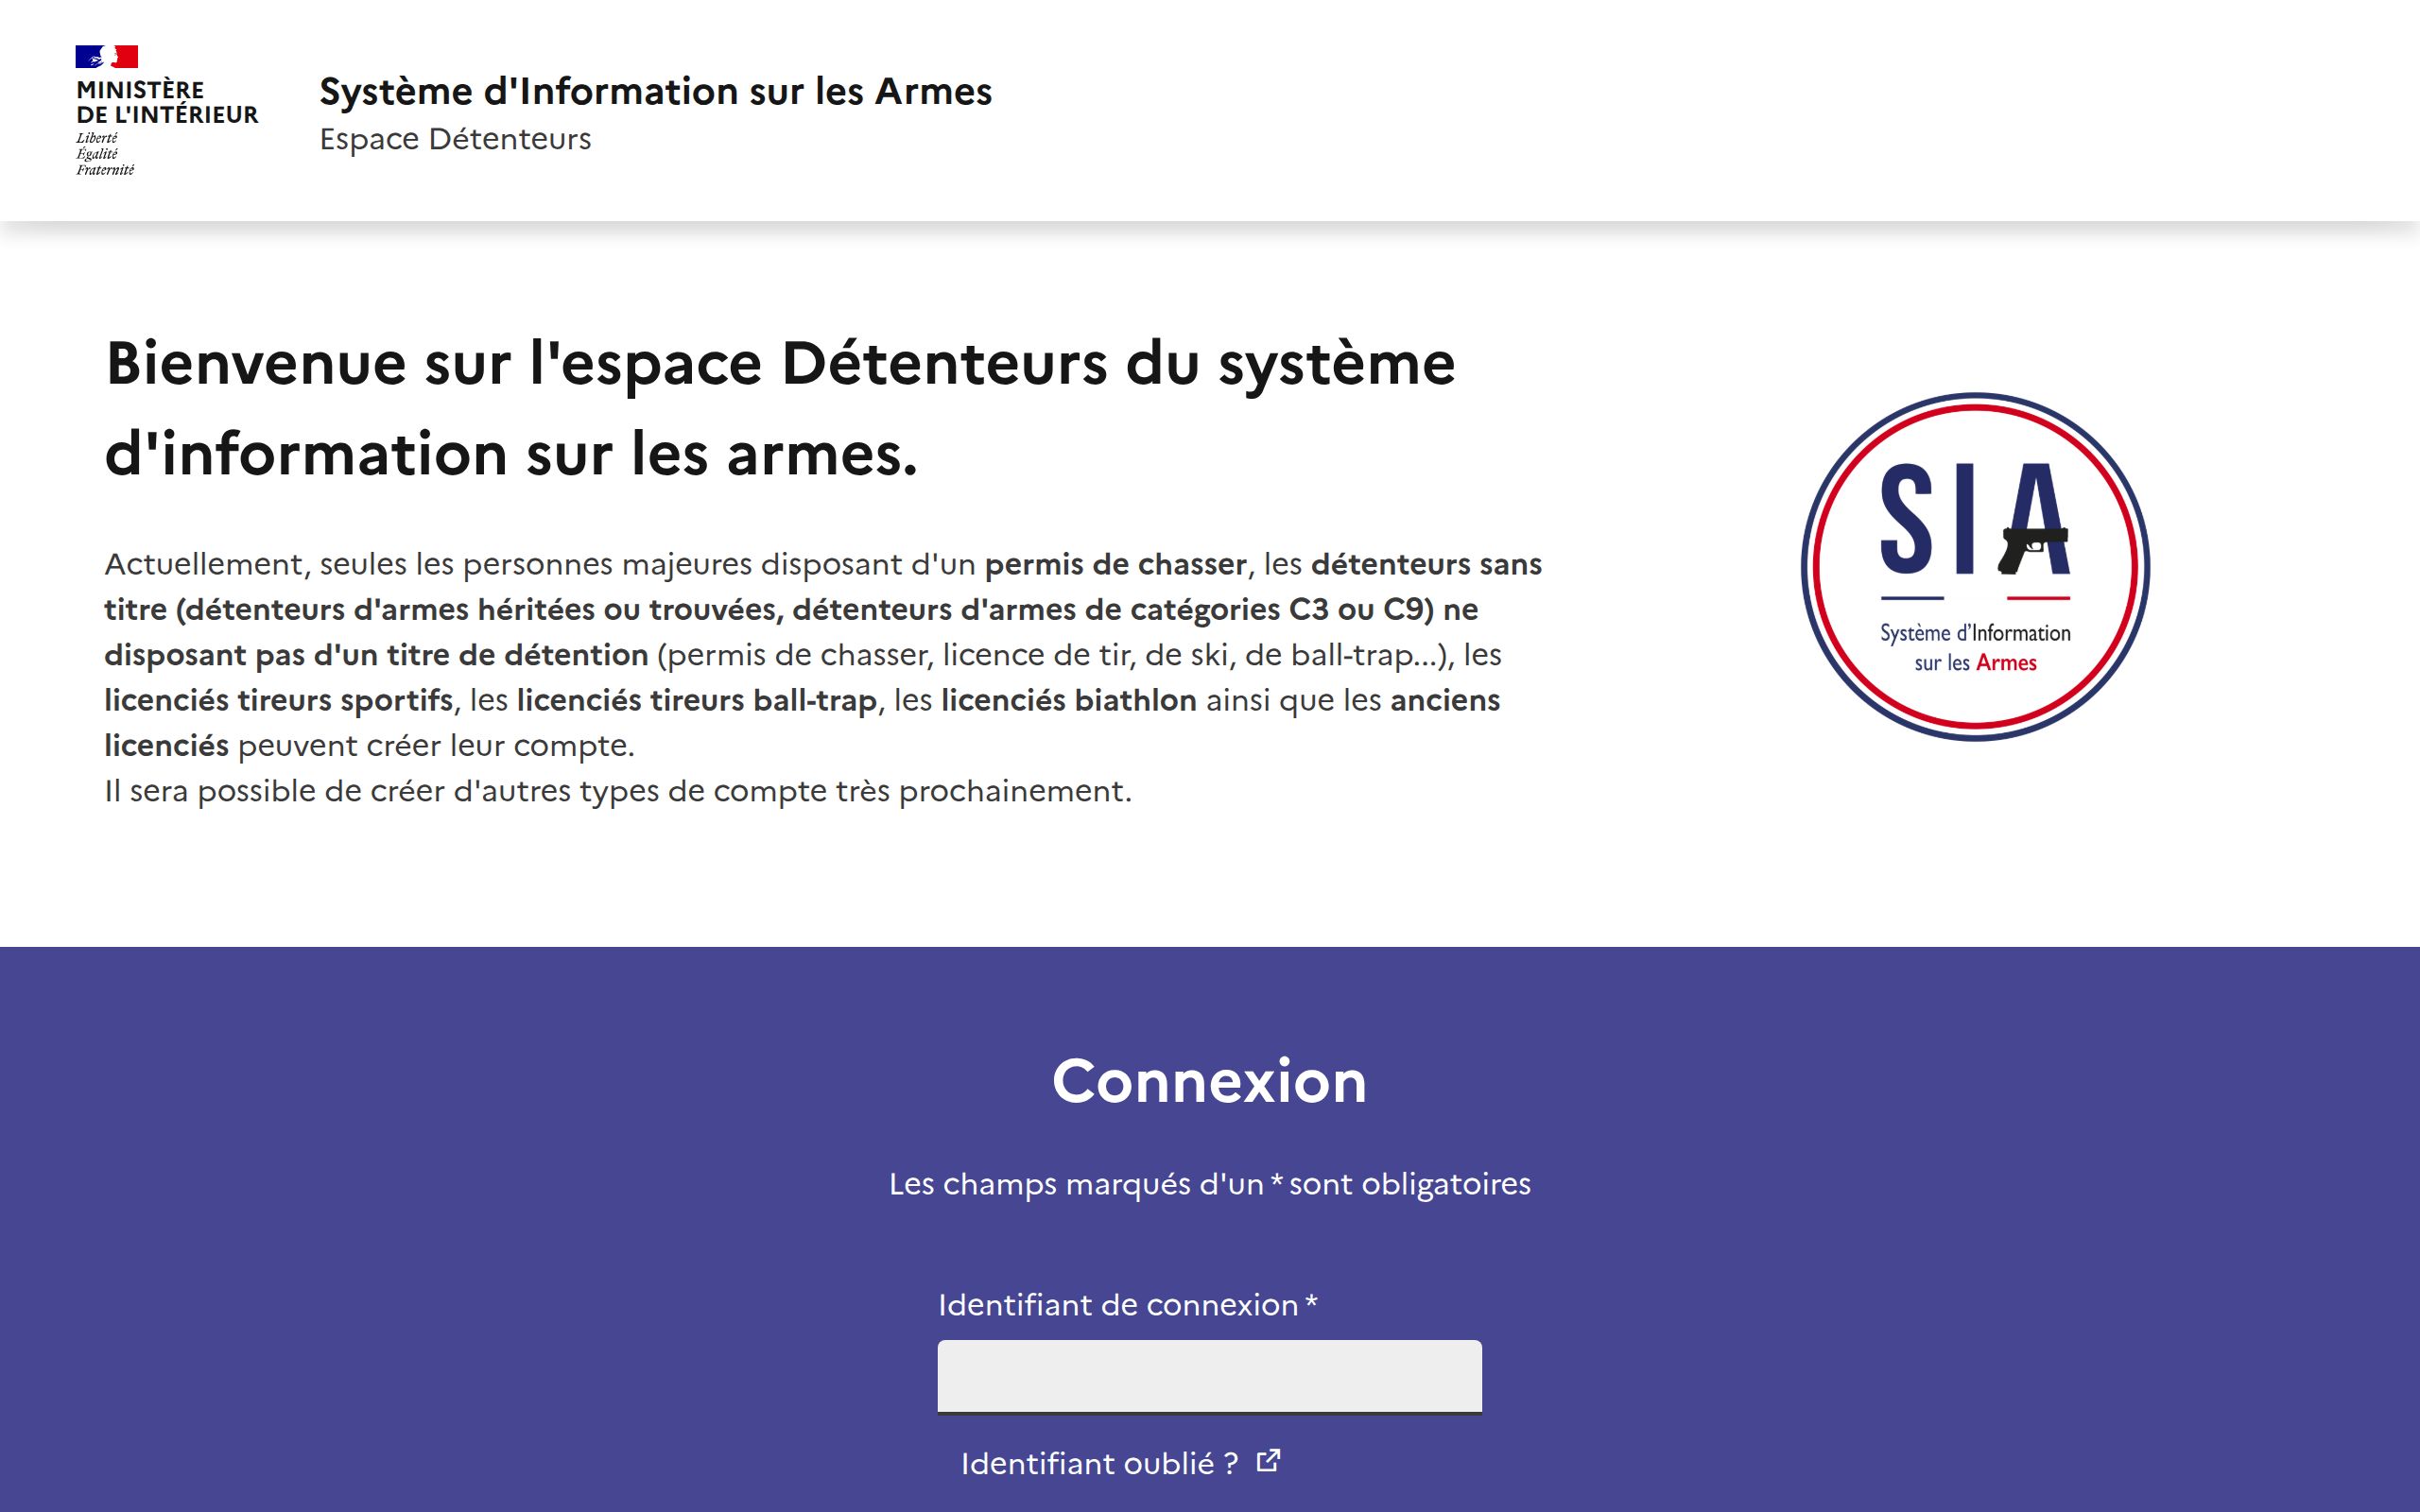 MINISTÈRE
DE L'INTÉRIEUR
Liberté
Égalité
Fraternité
Système d'Information sur les Armes
Espace Détenteurs
Bienvenue sur l'espace Détenteurs du système
d'information sur les armes.
Actuellement, seules les personnes majeures disposant d'un permis de chasser, les détenteurs sans
titre (détenteurs d'armes héritées ou trouvées, détenteurs d'armes de catégories C3 ou C9) ne
disposant pas d'un titre de détention (permis de chasser, licence de tir, de ski, de ball-trap...), les
licenciés tireurs sportifs, les licenciés tireurs ball-trap, les licenciés biathlon ainsi que les anciens
licenciés peuvent créer leur compte.
Il sera possible de créer d'autres types de compte très prochainement.
SIA
Système d'Information
sur les Armes
Connexion
Les champs marqués d'un * sont obligatoires
Identifiant de connexion *
Identifiant oublié ?